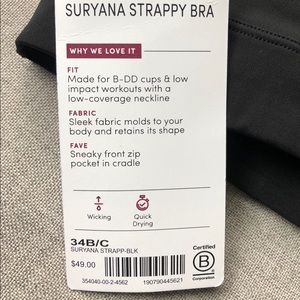 SURYANA STRAPPY BRA
WHY WE LOVE IT
FIT
Made for B-DD cups & low
impact workouts with a
low-coverage neckline
FABRIC
Sleek fabric molds to your
body and retains its shape
FAVE
Sneaky front zip
pocket in cradle
Wicking
Quick
Drying
34B/C
SURYANA STRAPP-BLK
$49.00
354040-00-2-4562
190790445621
Certified
B
Corporation